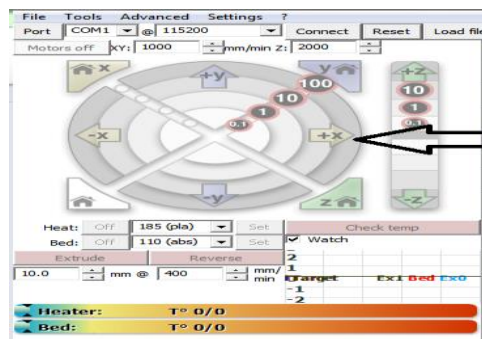 File Tools Advanced Settings ?
Port COM1 @ 115200 Connect Reset Load file
Motors off XY: 1000 mm/min Z: 2000
x y +z
+y 100
10 10
1 1
0.1 0.1
-x +x
-y z -z
Heat: Off 185 (pla) Set Check temp
Bed: Off 110 (abs) Set Watch
Extrude Reverse
10.0 mm @ 400 mm/min
2
1
Target Ex1 Bed Ex0
-1
-2
Heater: T° 0/0
Bed: T° 0/0